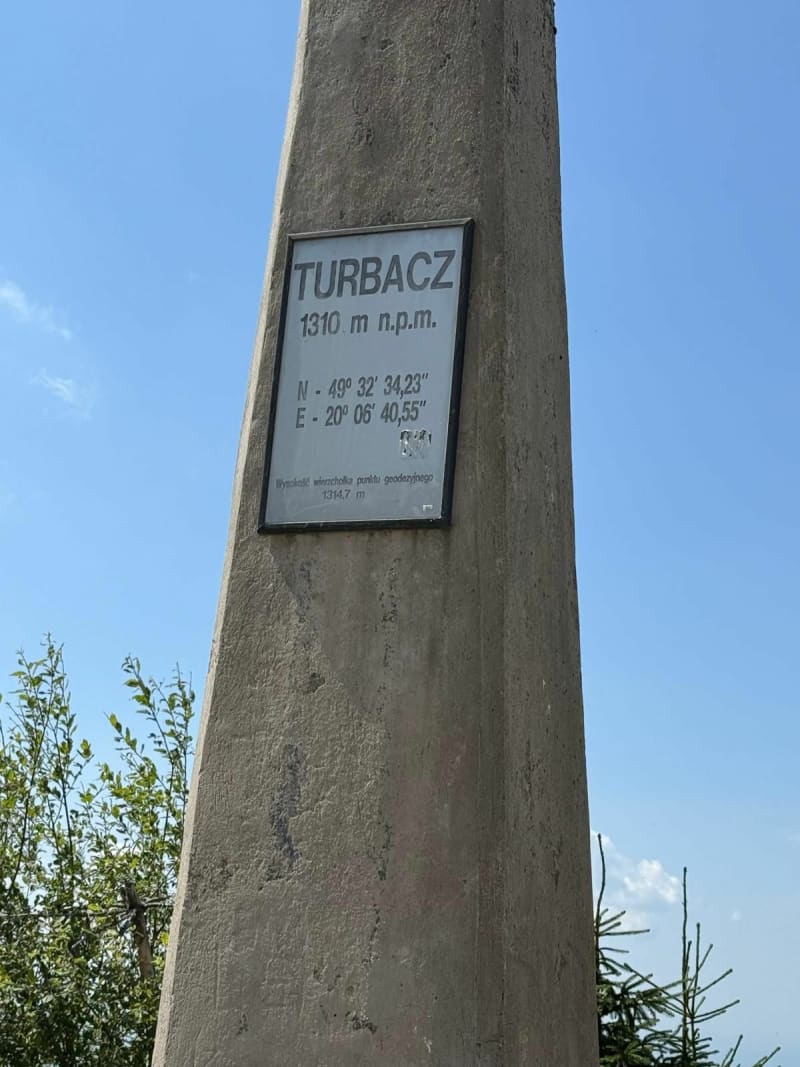 TURBACZ
1310 m n.p.m.
N - 49º 32' 34,23"
E - 20º 06' 40,55"
Wysokość wierzchołka punktu geodezyjnego
1314,7 m